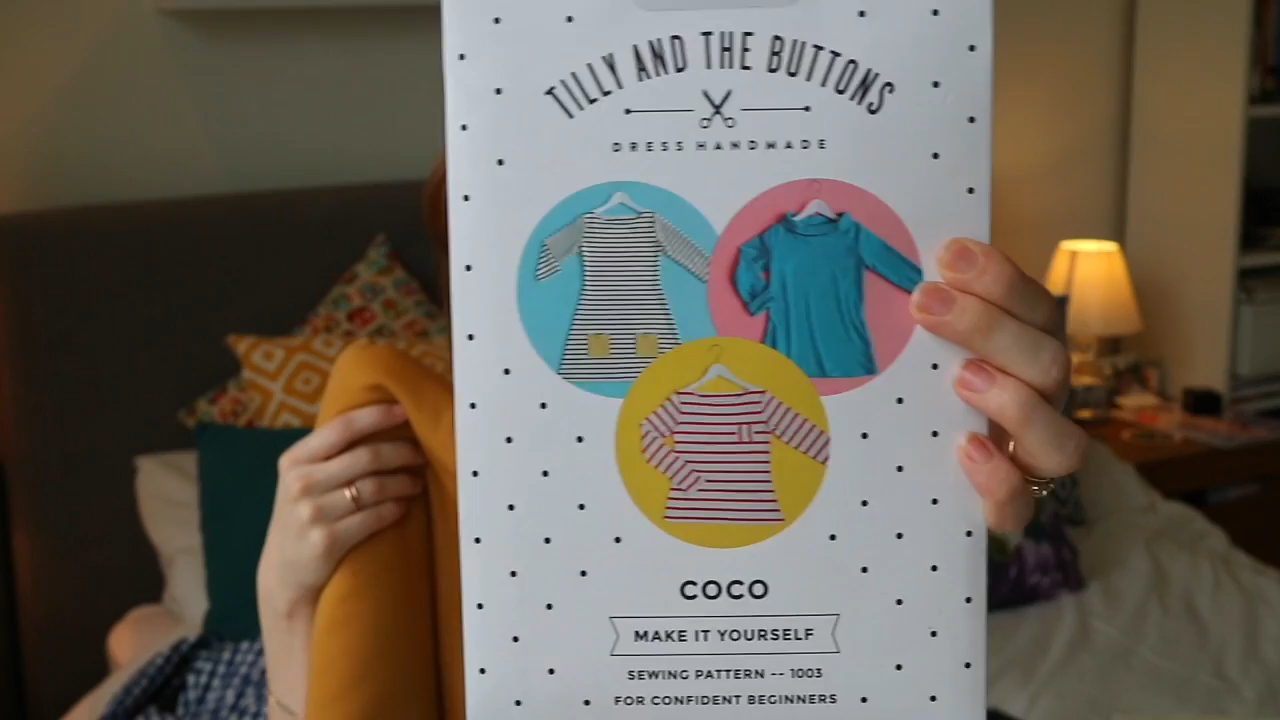 TILLY AND THE BUTTONS
DRESS HANDMADE
COCO
MAKE IT YOURSELF
SEWING PATTERN -- 1003
FOR CONFIDENT BEGINNERS